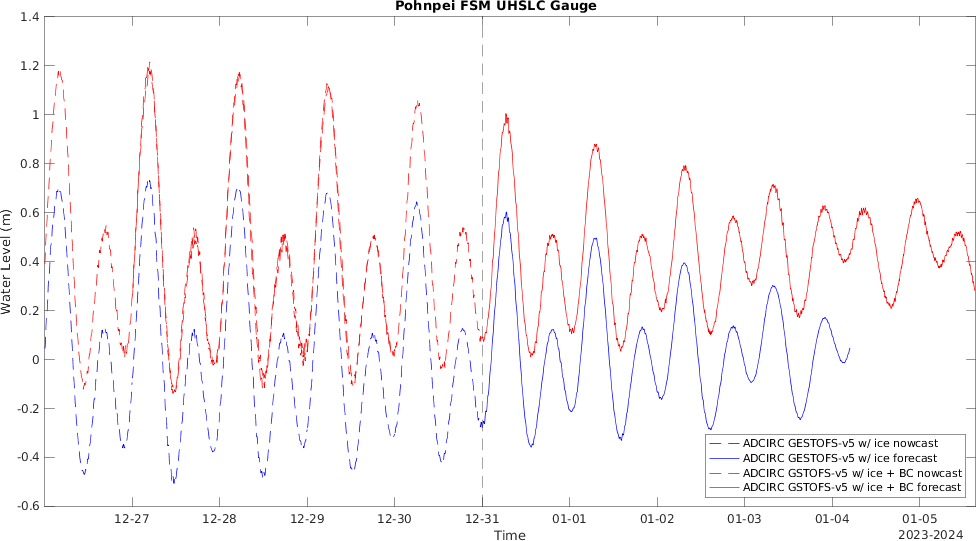 Pohnpei FSM UHSLC Gauge
1.4
1.2
1
0.8
0.6
0.4
0.2
0
-0.2
-0.4
-0.6
Water Level (m)
12-27 12-28 12-29 12-30 12-31 01-01 01-02 01-03 01-04 01-05
Time
2023-2024
ADCIRC GESTOFS-v5 w/ ice nowcast
ADCIRC GESTOFS-v5 w/ ice forecast
ADCIRC GSTOFS-v5 w/ ice + BC nowcast
ADCIRC GSTOFS-v5 w/ ice + BC forecast